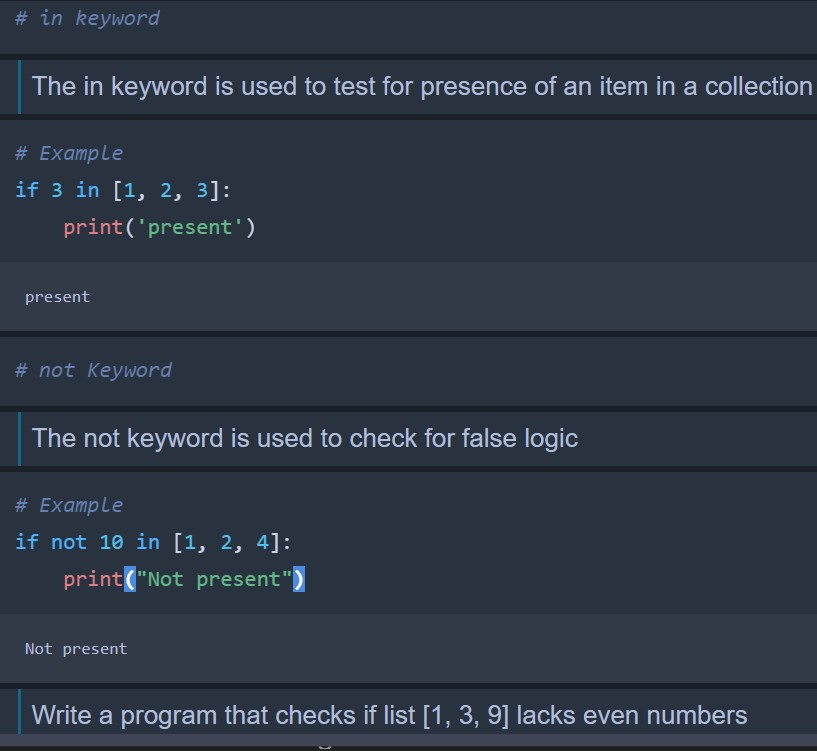 # in keyword
The in keyword is used to test for presence of an item in a collection
# Example
if 3 in [1, 2, 3]:
    print('present')
present
# not Keyword
The not keyword is used to check for false logic
# Example
if not 10 in [1, 2, 4]:
    print("Not present")
Not present
Write a program that checks if list [1, 3, 9] lacks even numbers